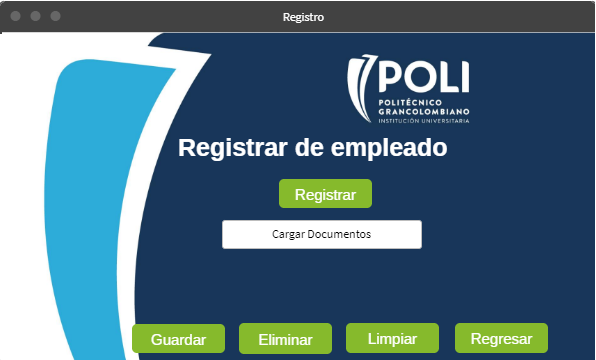 Registro
POLI
POLITÉCNICO
GRANCOLOMBIANO
INSTITUCIÓN UNIVERSITARIA
Registrar de empleado
Registrar
Cargar Documentos
Guardar Eliminar Limpiar Regresar